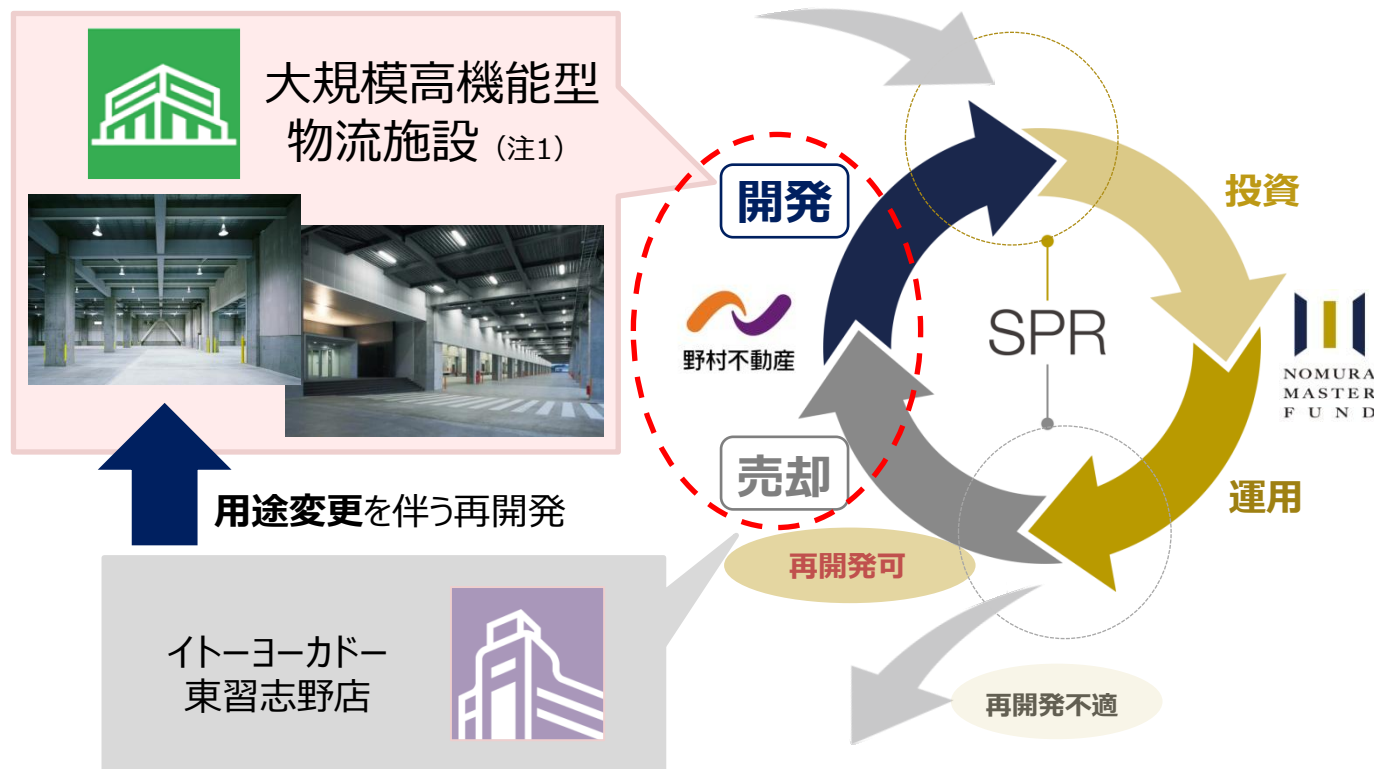 大規模高機能型
物流施設（注1）
開発
投資
野村不動産
SPR
NOMURA
MASTER
FUND
売却
運用
用途変更を伴う再開発
再開発可
イトーヨーカドー
東習志野店
再開発不適